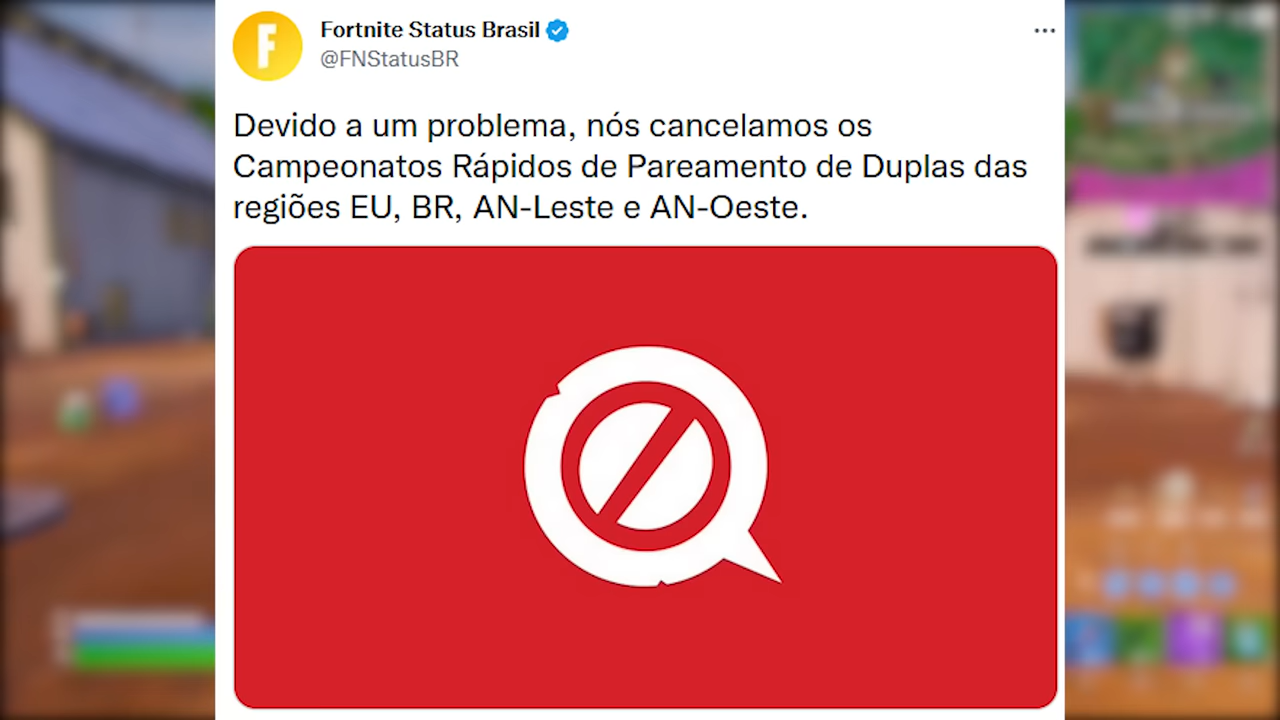 Fortnite Status Brasil
@FNStatusBR
Devido a um problema, nós cancelamos os
Campeonatos Rápidos de Pareamento de Duplas das
regiões EU, BR, AN-Leste e AN-Oeste.